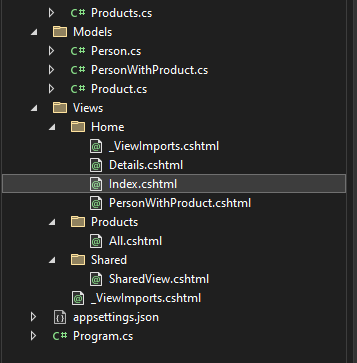 C# Products.cs
Models
C# Person.cs
C# PersonWithProduct.cs
C# Product.cs
Views
Home
@ _ViewImports.cshtml
@ Details.cshtml
@ Index.cshtml
@ PersonWithProduct.cshtml
Products
@ All.cshtml
Shared
@ SharedView.cshtml
@ _ViewImports.cshtml
appsettings.json
C# Program.cs